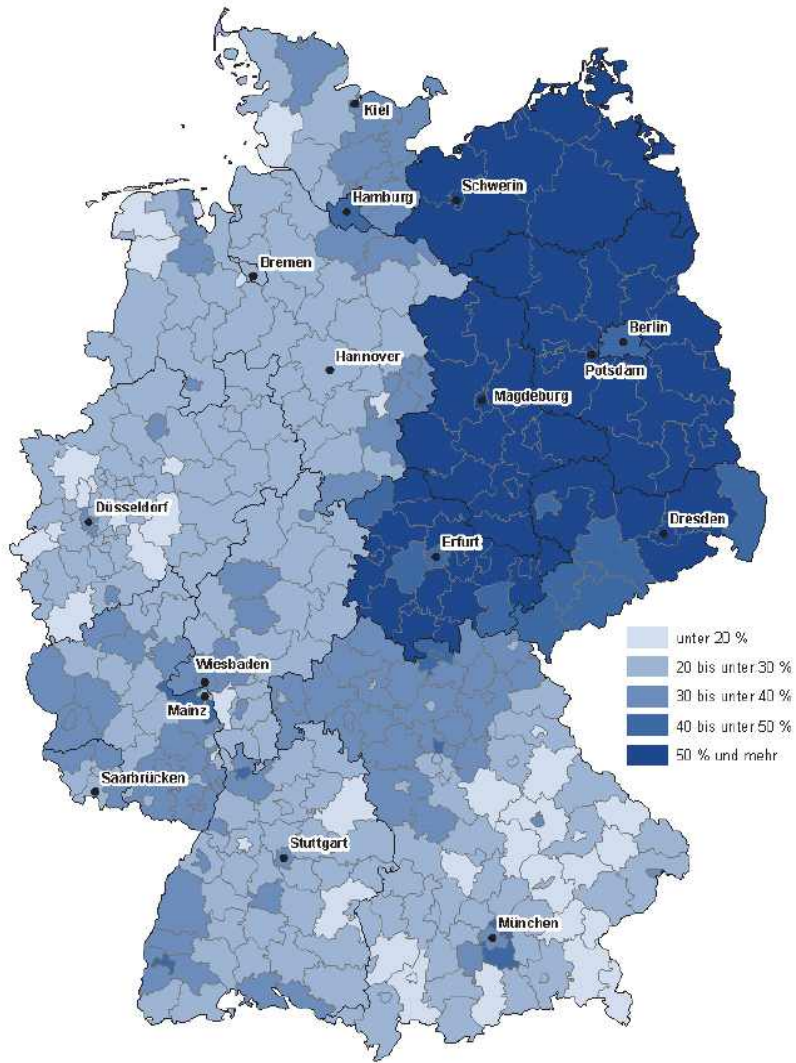 Kiel
Schwerin
Hamburg
Bremen
Berlin
Hannover
Potsdam
Magdeburg
Düsseldorf
Dresden
Erfurt
unter 20 %
20 bis unter 30 %
30 bis unter 40 %
40 bis unter 50 %
50 % und mehr
Wiesbaden
Mainz
Saarbrücken
Stuttgart
München